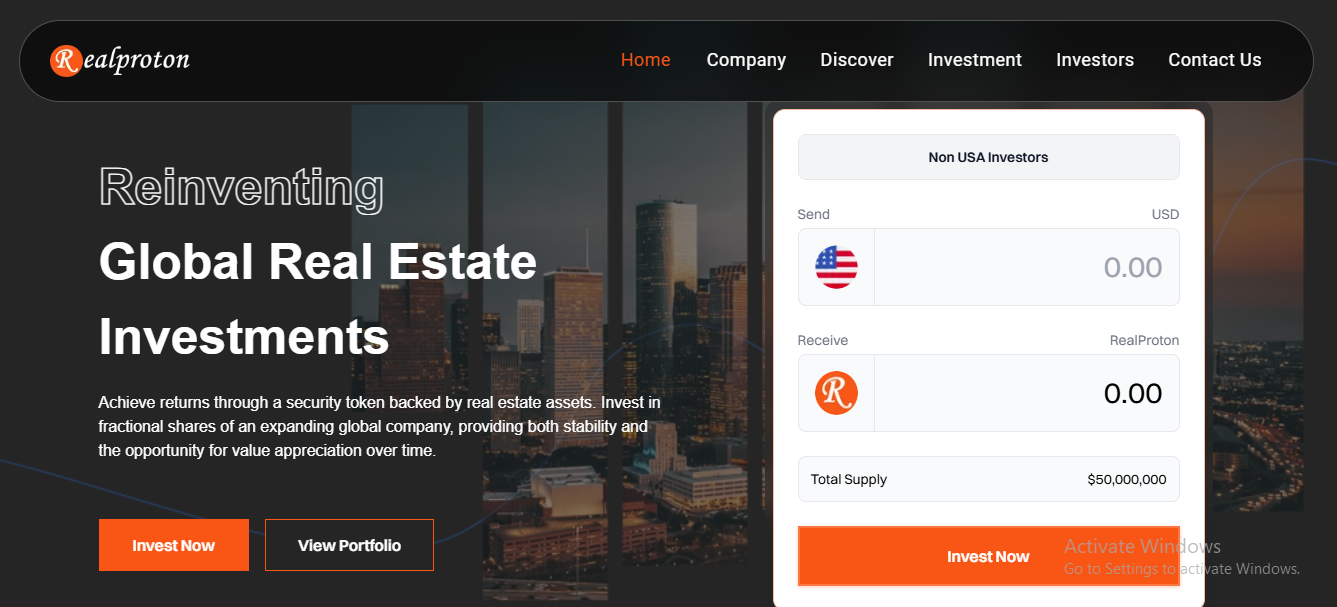 Realproton
Home Company Discover Investment Investors Contact Us
Reinventing
Global Real Estate
Investments
Achieve returns through a security token backed by real estate assets. Invest in
fractional shares of an expanding global company, providing both stability and
the opportunity for value appreciation over time.
Invest Now View Portfolio
Non USA Investors
Send USD
0.00
Receive RealProton
R 0.00
Total Supply $50,000,000
Invest Now
Activate Windows
Go to Settings to activate Windows.